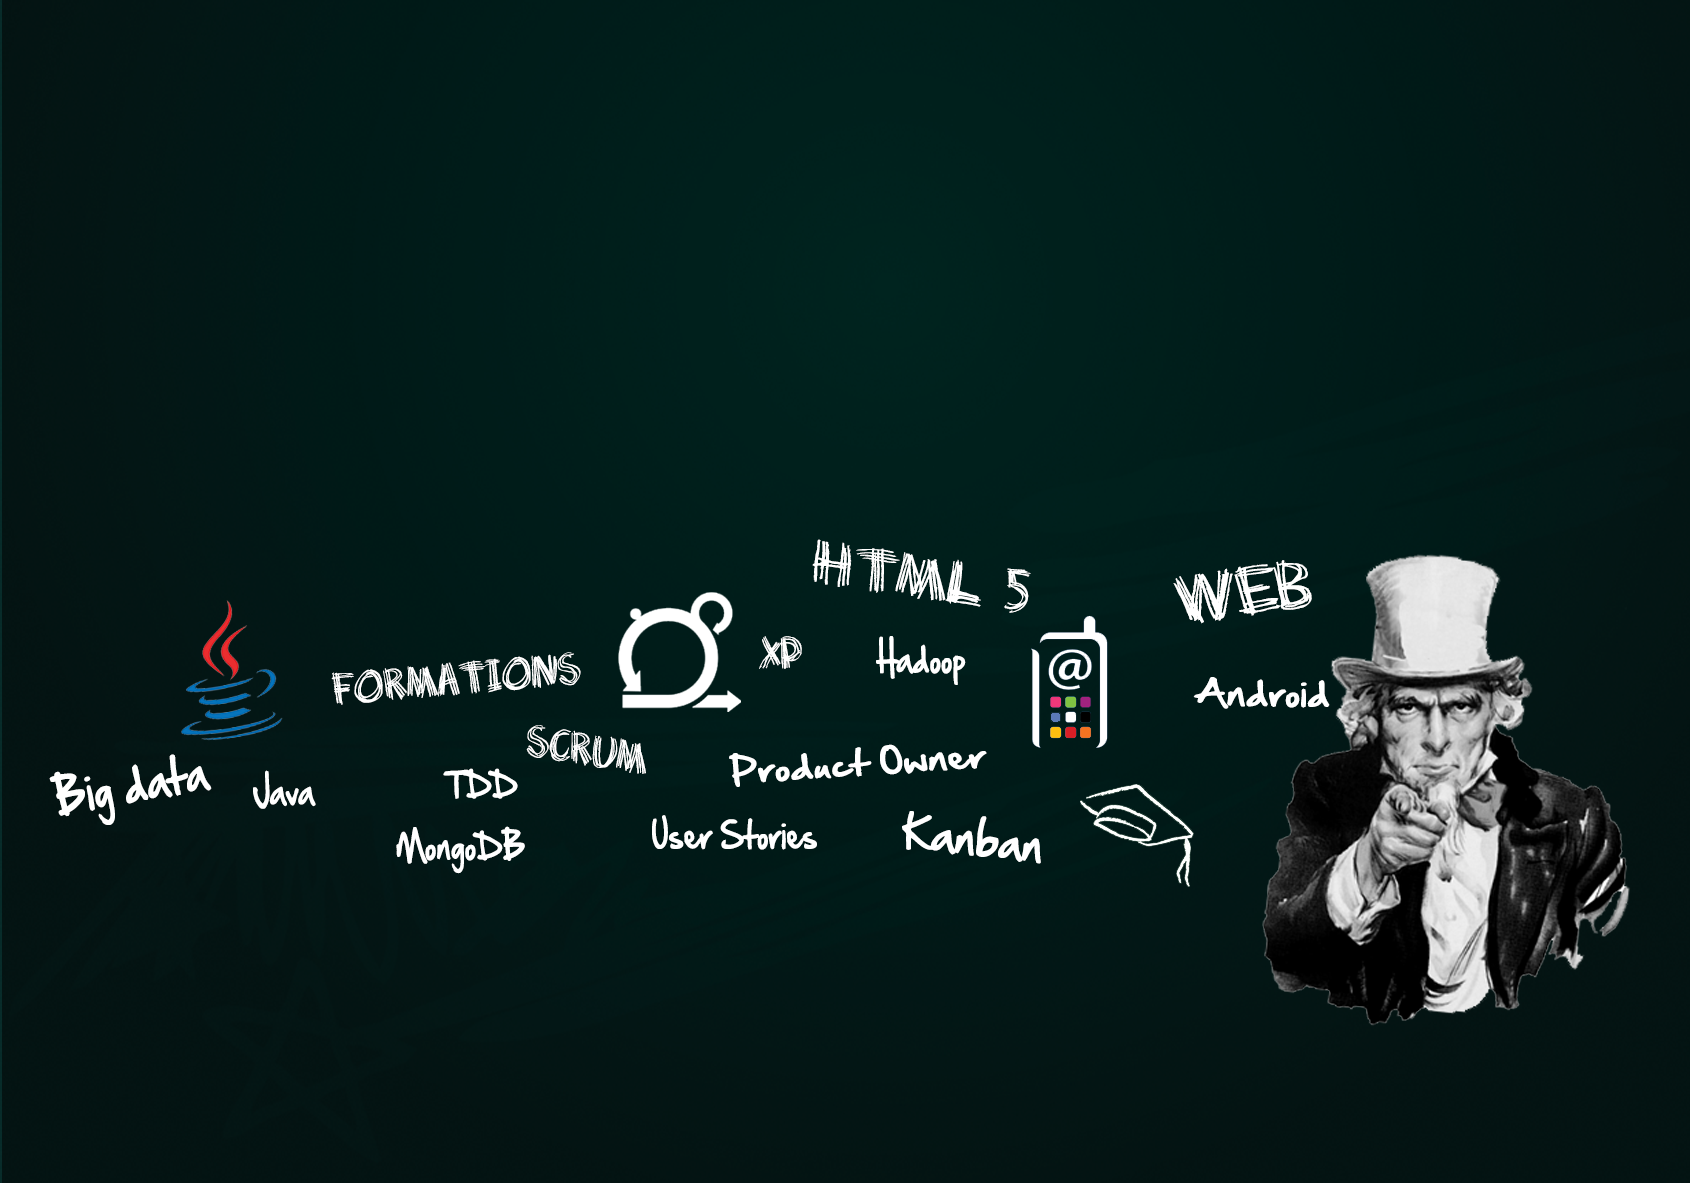 HTML 5
WEB
FORMATIONS
XP
Hadoop
@
Android
SCRUM
Big data
Java
TDD
Product Owner
MongoDB
User Stories
Kanban